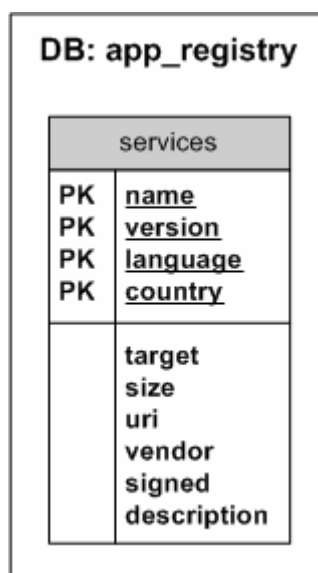 DB: app_registry
services
PK name
PK version
PK language
PK country
target
size
uri
vendor
signed
description